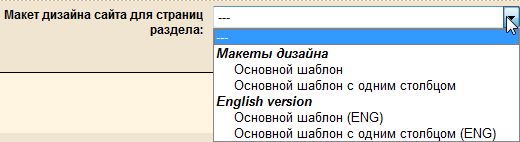 Макет дизайна сайта для страниц
раздела:
---
---
Макеты дизайна
Основной шаблон
Основной шаблон с одним столбцом
English version
Основной шаблон (ENG)
Основной шаблон с одним столбцом (ENG)